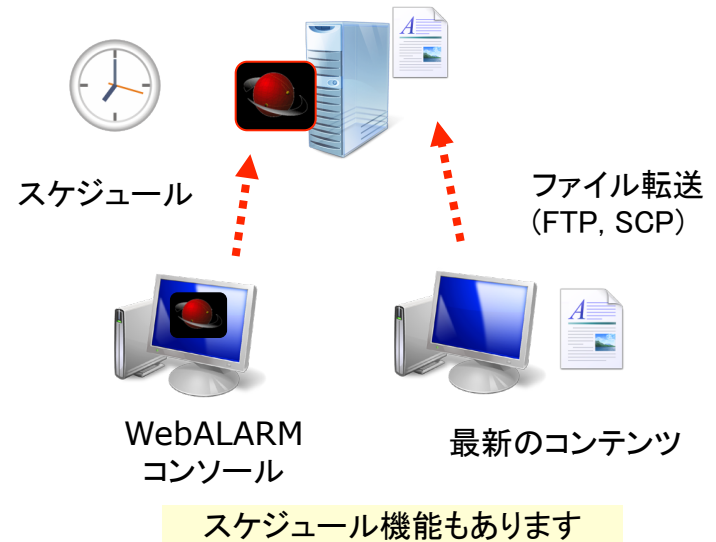 スケジュール
ファイル転送
(FTP, SCP)
WebALARM
コンソール
最新のコンテンツ
スケジュール機能もあります